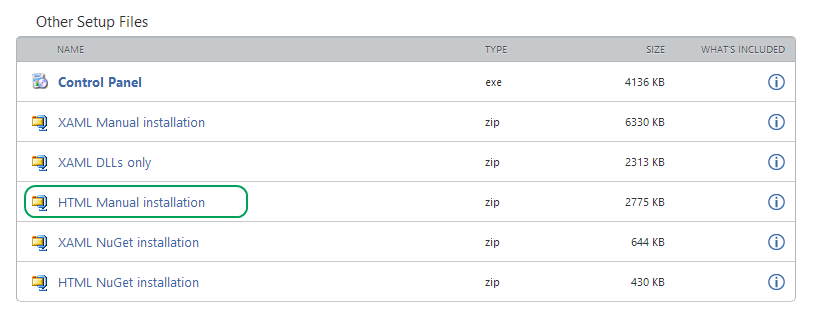 Other Setup Files
NAME TYPE SIZE WHAT'S INCLUDED
Control Panel exe 4136 KB
XAML Manual installation zip 6330 KB
XAML DLLs only zip 2313 KB
HTML Manual installation zip 2775 KB
XAML NuGet installation zip 644 KB
HTML NuGet installation zip 430 KB